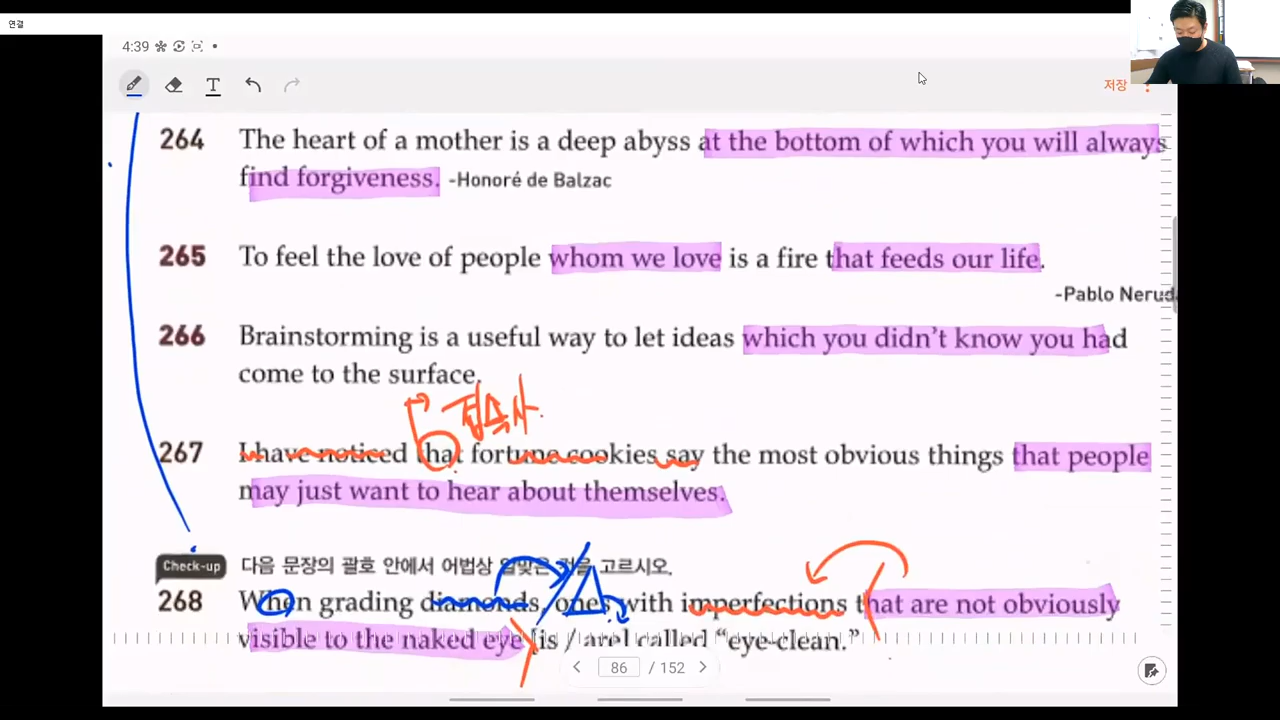 연결
4:39
저장
264 The heart of a mother is a deep abyss at the bottom of which you will always
find forgiveness. -Honoré de Balzac
265 To feel the love of people whom we love is a fire that feeds our life.
-Pablo Nerud
266 Brainstorming is a useful way to let ideas which you didn't know you had
come to the surface.
접속사
267 I have noticed that fortune cookies say the most obvious things that people
may just want to hear about themselves.
Check-up 다음 문장의 괄호 안에서 어법상 알맞은 것을 고르시오.
268 When grading diamonds, ones with imperfections that are not obviously
visible to the naked eye [is / are] called “eye-clean.”
86 / 152